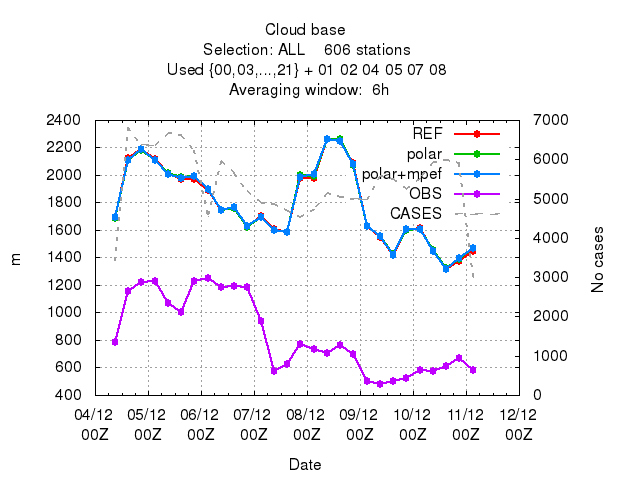 Cloud base
Selection: ALL    606 stations
Used {00,03,...,21} + 01 02 04 05 07 08
Averaging window:  6h
2400 7000
2200 6000
2000 5000
1800 4000
1600 3000
1400 2000
1200 1000
1000 0
800
600
400
REF
polar
polar+mpef
OBS
CASES
m
No cases
04/12 05/12 06/12 07/12 08/12 09/12 10/12 11/12 12/12
00Z 00Z 00Z 00Z 00Z 00Z 00Z 00Z 00Z
Date